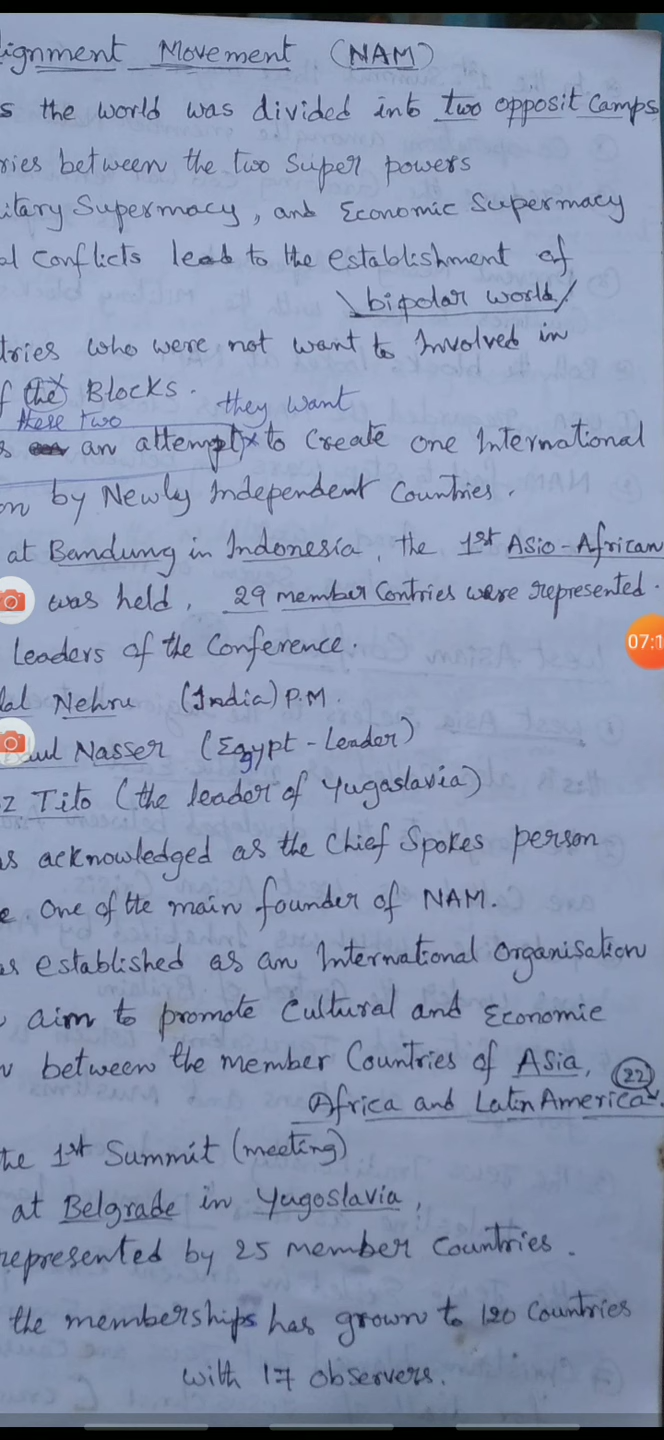 ignment Movement (NAM)
s the world was divided into two opposit Camps
ries between the two Super powers
itary Supermacy, and Economic Supermacy
al Conflicts lead to the establishment of
bipolar world
tries who were not want to Involved in
f the Blocks. they want
these two
s an attempt to Create one International
on by Newly Independent Countries.
at Bandung in Indonesia, the 1st Asio-African
was held, 29 member Contries were represented.
Leaders of the Conference.
lal Nehru (India) P.M.
Nasser (Egypt-Leader)
z Tito (the leader of Yugaslavia)
s acknowledged as the Chief Spokes person
e. One of the main founder of NAM.
as established as an International Organisation
aim to promote Cultural and Economic
between the member Countries of Asia, 22
Africa and Latin America.
he 1st Summit (meeting)
at Belgrade in Yugoslavia,
represented by 25 member Countries.
the memberships has grown to 120 Countries
with 17 observers.
07:1